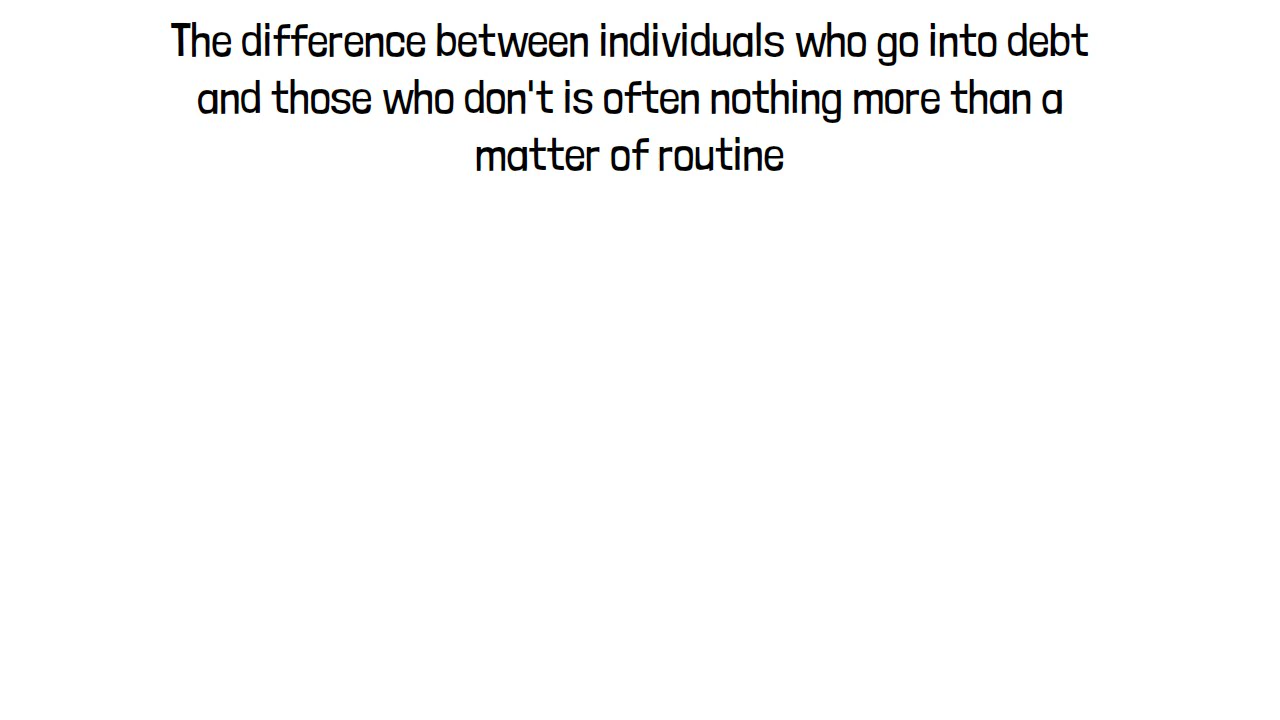 The difference between individuals who go into debt
and those who don't is often nothing more than a
matter of routine